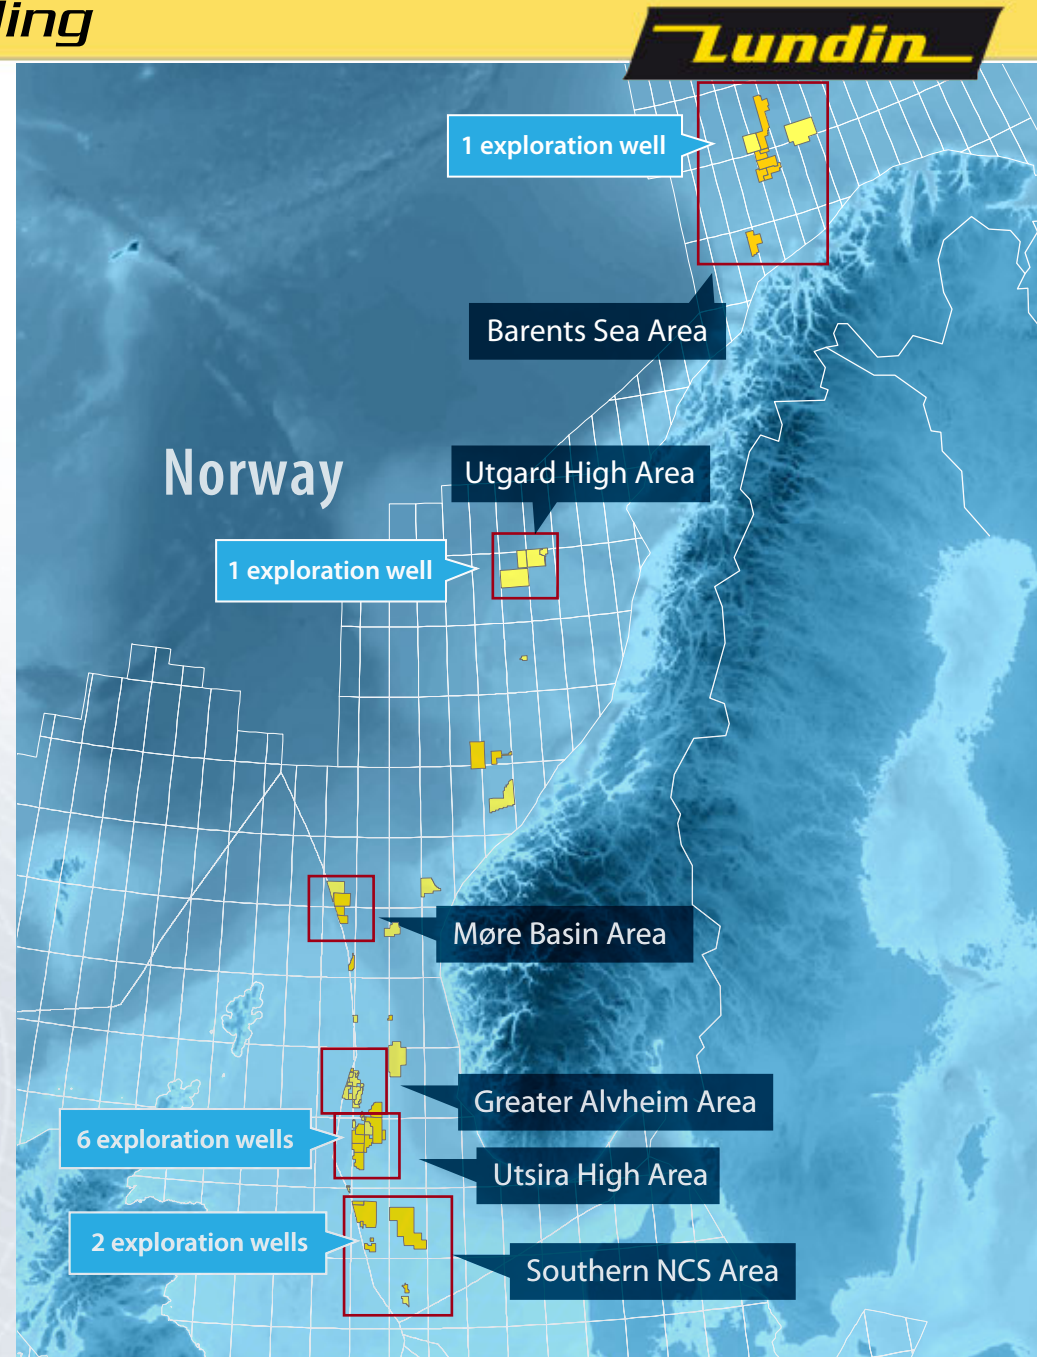 Lundin
1 exploration well
Barents Sea Area
Norway
Utgard High Area
1 exploration well
Møre Basin Area
Greater Alvheim Area
6 exploration wells
Utsira High Area
2 exploration wells
Southern NCS Area